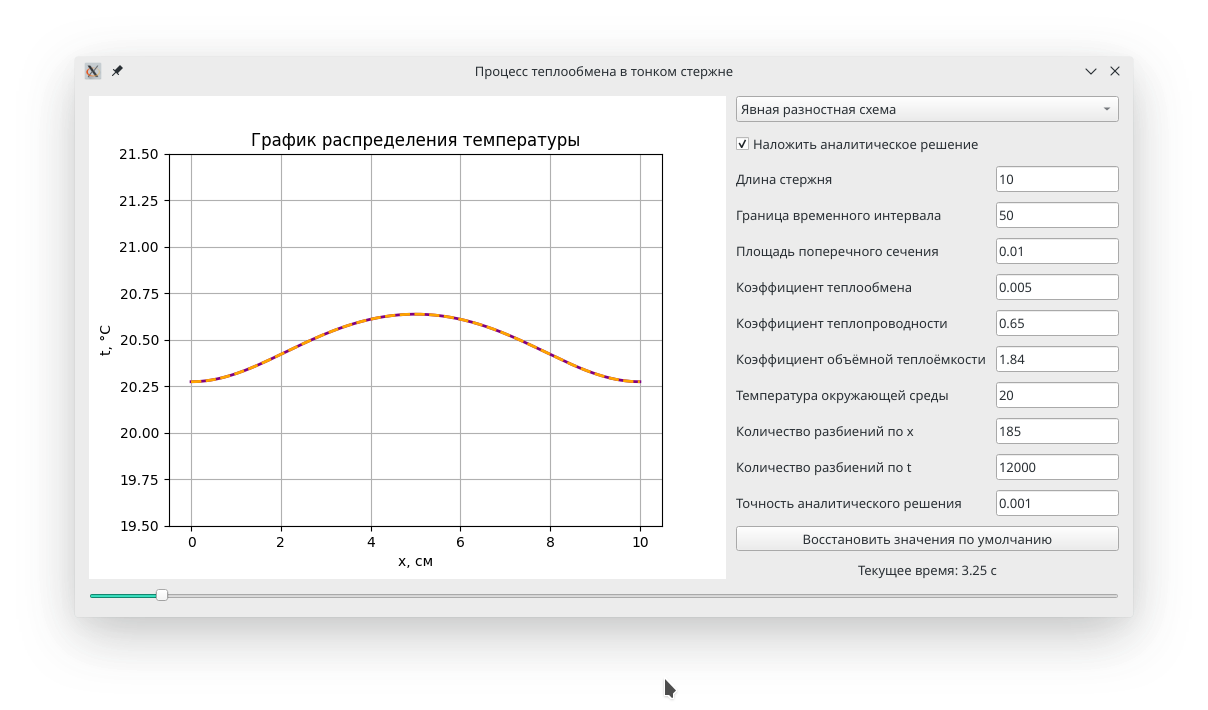 Процесс теплообмена в тонком стержне
График распределения температуры
21.50
21.25
21.00
20.75
20.50
20.25
20.00
19.75
19.50
t, °C
0 2 4 6 8 10
x, см
Явная разностная схема
Наложить аналитическое решение
Длина стержня 10
Граница временного интервала 50
Площадь поперечного сечения 0.01
Коэффициент теплообмена 0.005
Коэффициент теплопроводности 0.65
Коэффициент объёмной теплоёмкости 1.84
Температура окружающей среды 20
Количество разбиений по x 185
Количество разбиений по t 12000
Точность аналитического решения 0.001
Восстановить значения по умолчанию
Текущее время: 3.25 с